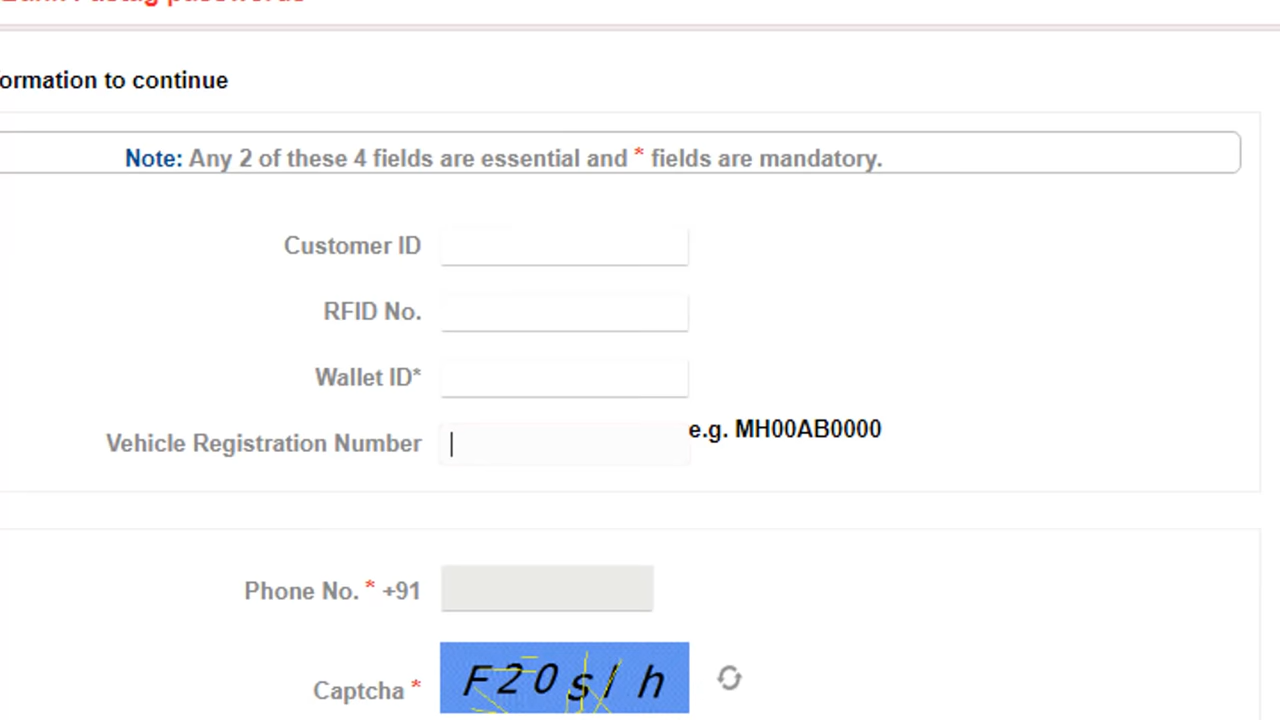 ormation to continue
Note: Any 2 of these 4 fields are essential and * fields are mandatory.
Customer ID
RFID No.
Wallet ID*
Vehicle Registration Number e.g. MH00AB0000
Phone No. * +91
Captcha *